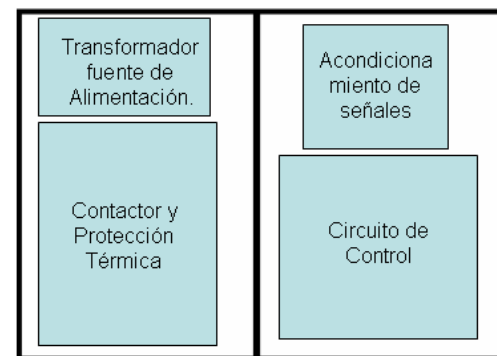 Transformador
fuente de
Alimentación.
Contactor y
Protección
Térmica
Acondiciona
miento de
señales
Circuito de
Control